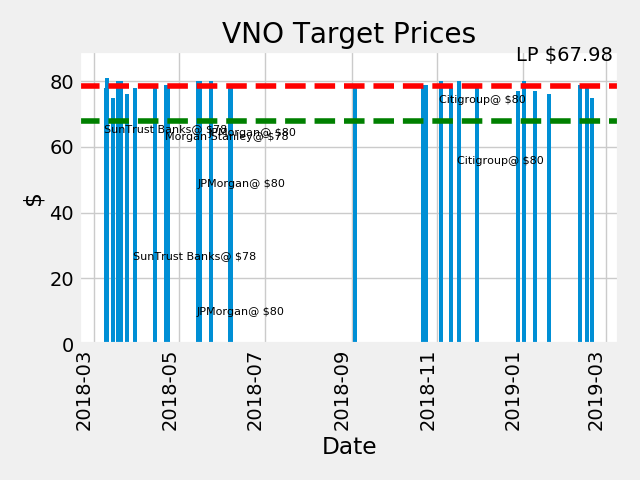 VNO Target Prices
LP $67.98
80
60
40
20
0
$
Citigroup@ $80
SunTrust Banks@ $78
JPMorgan@ $80
Morgan Stanley@ $78
Citigroup@ $80
JPMorgan@ $80
SunTrust Banks@ $78
JPMorgan@ $80
2018-03
2018-05
2018-07
2018-09
2018-11
2019-01
2019-03
Date